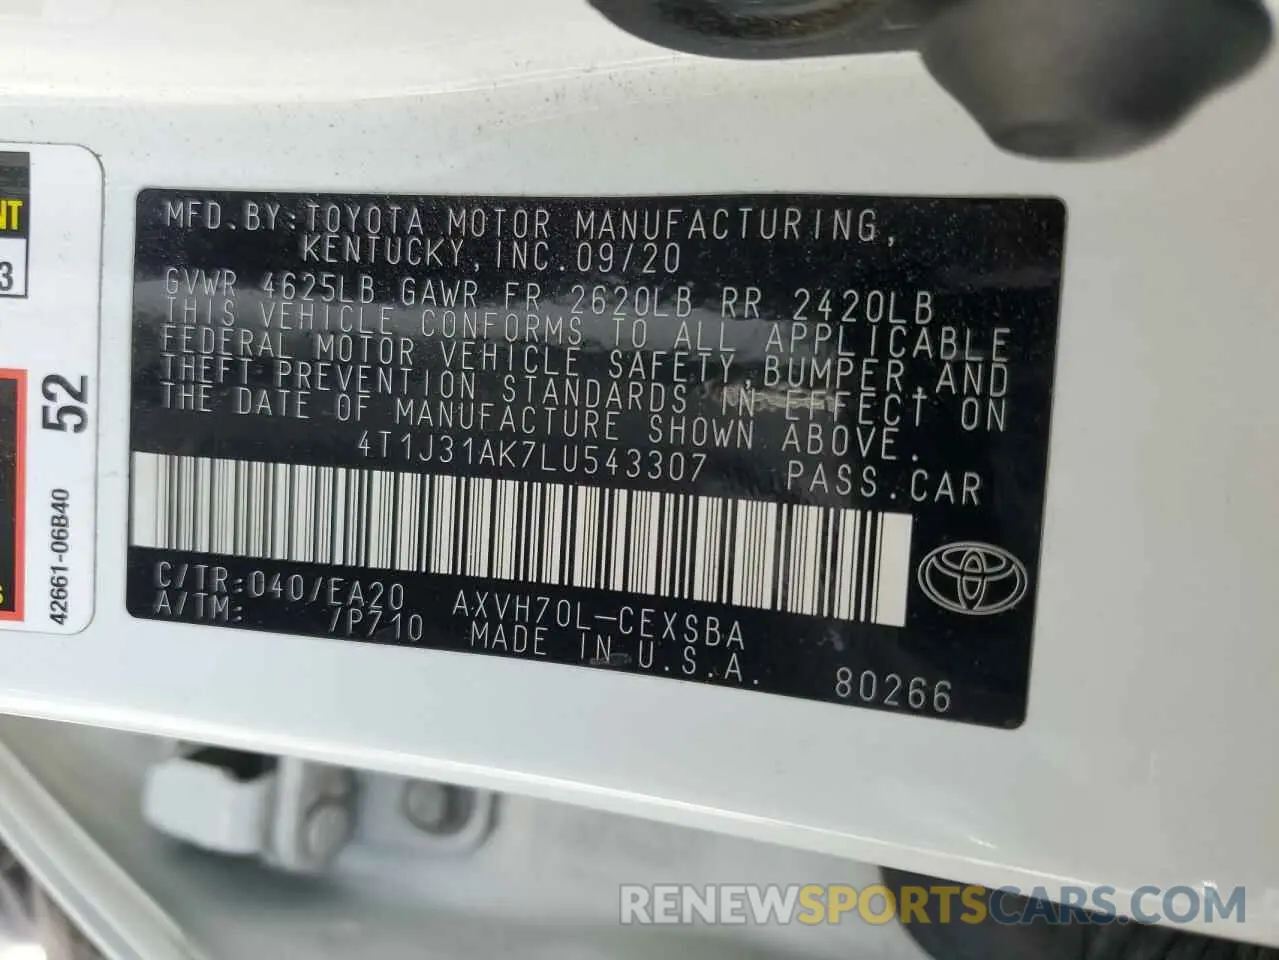 MFD.BY:TOYOTA MOTOR MANUFACTURING,
KENTUCKY, INC. 09/20
GVWR 4625LB GAWR FR 2620LB RR 2420LB
THIS VEHICLE CONFORMS TO ALL APPLICABLE
FEDERAL MOTOR VEHICLE SAFETY, BUMPER, AND
THEFT PREVENTION STANDARDS IN EFFECT ON
THE DATE OF MANUFACTURE SHOWN ABOVE.
4T1J31AK7LU543307 PASS.CAR
C/TR:040/EA20 AXVH70L-CEXSBA
A/TM: /P710 MADE IN U.S.A.
80266
NT
3
52
42661-06B40
S
RENEWSPORTSCARS.COM